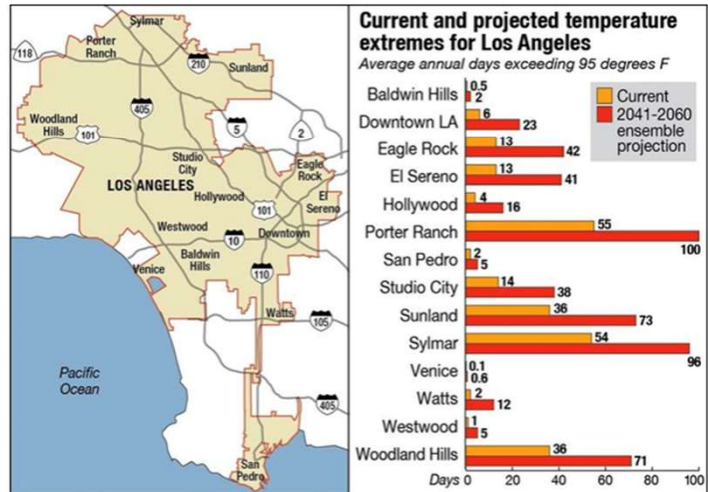 Sylmar
Porter
Ranch
118
210
Sunland
405
Woodland
Hills
101
5
2
Studio
City
Eagle
Rock
LOS ANGELES
Hollywood
El
Sereno
101
Westwood
10
Downtown
Baldwin
Hills
Venice
110
Watts
105
Pacific
Ocean
405
San
Pedro
Current and projected temperature
extremes for Los Angeles
Average annual days exceeding 95 degrees F
Current
2041-2060
ensemble
projection
Baldwin Hills 0.5
2
Downtown LA 6
23
Eagle Rock 13
42
El Sereno 13
41
Hollywood 4
16
Porter Ranch 55
100
San Pedro 2
5
Studio City 14
38
Sunland 36
73
Sylmar 54
96
Venice 0.1
0.6
Watts 2
12
Westwood 1
5
Woodland Hills 36
71
Days 0 20 40 60 80 100